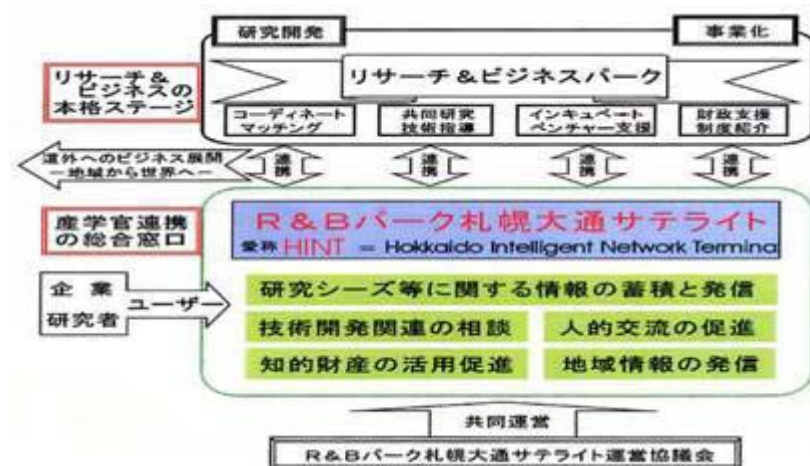 研究開発
事業化
リサーチ&
ビジネスの
本格ステージ
リサーチ&ビジネスパーク
コーディネート
マッチング
共同研究
技術指導
インキュベート
ベンチャー支援
財政支援
制度紹介
道外へのビジネス展開
ー地域から世界へー
連携
連携
連携
連携
産学官連携
の総合窓口
R&Bパーク札幌大通サテライト
愛称 HINT = Hokkaido Intelligent Network Termina
企業
研究者
ユーザー
研究シーズ等に関する情報の蓄積と発信
技術開発関連の相談
人的交流の促進
知的財産の活用促進
地域情報の発信
共同運営
R&Bパーク札幌大通サテライト運営協議会